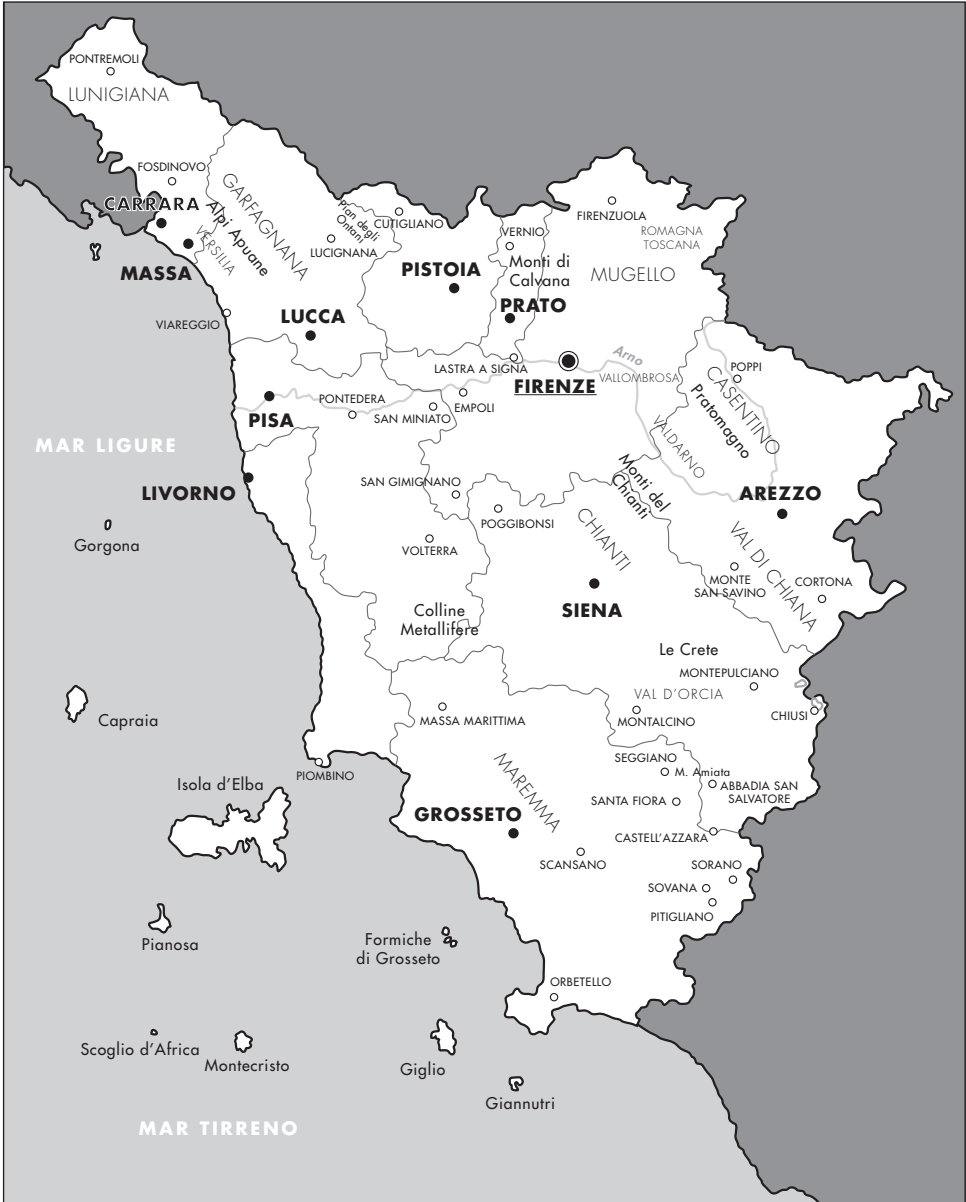 PONTREMOLI
LUNIGIANA
FOSDINOVO
CARRARA
GARFAGNANA
Alpi Apuane
VERSILIA
MASSA
Pian degli
Ontani
CUTIGLIANO
LUCIGNANA
PISTOIA
VERNIO
Monti di
Calvana
PRATO
FIRENZUOLA
ROMAGNA
TOSCANA
MUGELLO
VIAREGGIO
LUCCA
LASTRA A SIGNA
FIRENZE
Arno
VALLOMBROSA
POPPI
CASENTINO
Pratomagno
VALDARNO
PISA
PONTEDERA
SAN MINIATO
EMPOLI
MAR LIGURE
LIVORNO
SAN GIMIGNANO
POGGIBONSI
Monti del
Chianti
CHIANTI
AREZZO
Gorgona
VOLTERRA
VAL DI CHIANA
MONTE
SAN SAVINO
CORTONA
SIENA
Colline
Metallifere
Le Crete
MONTEPULCIANO
VAL D'ORCIA
MONTALCINO
CHIUSI
Capraia
MASSA MARITTIMA
PIOMBINO
Isola d'Elba
MAREMMA
SEGGIANO
M. Amiata
ABBADIA SAN
SALVATORE
SANTA FIORA
GROSSETO
CASTELL'AZZARA
SCANSANO
SORANO
SOVANA
PITIGLIANO
Pianosa
Formiche
di Grosseto
ORBETELLO
Scoglio d'Africa
Montecristo
Giglio
Giannutri
MAR TIRRENO